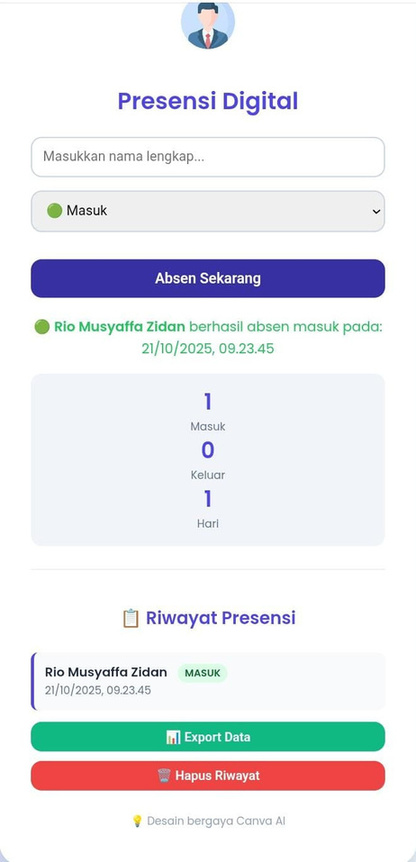 Presensi Digital
Masukkan nama lengkap...
🟢 Masuk
Absen Sekarang
🟢 Rio Musyaffa Zidan berhasil absen masuk pada:
21/10/2025, 09.23.45
1
Masuk
0
Keluar
1
Hari
📋 Riwayat Presensi
Rio Musyaffa Zidan MASUK
21/10/2025, 09.23.45
📊 Export Data
🗑️ Hapus Riwayat
💡 Desain bergaya Canva AI